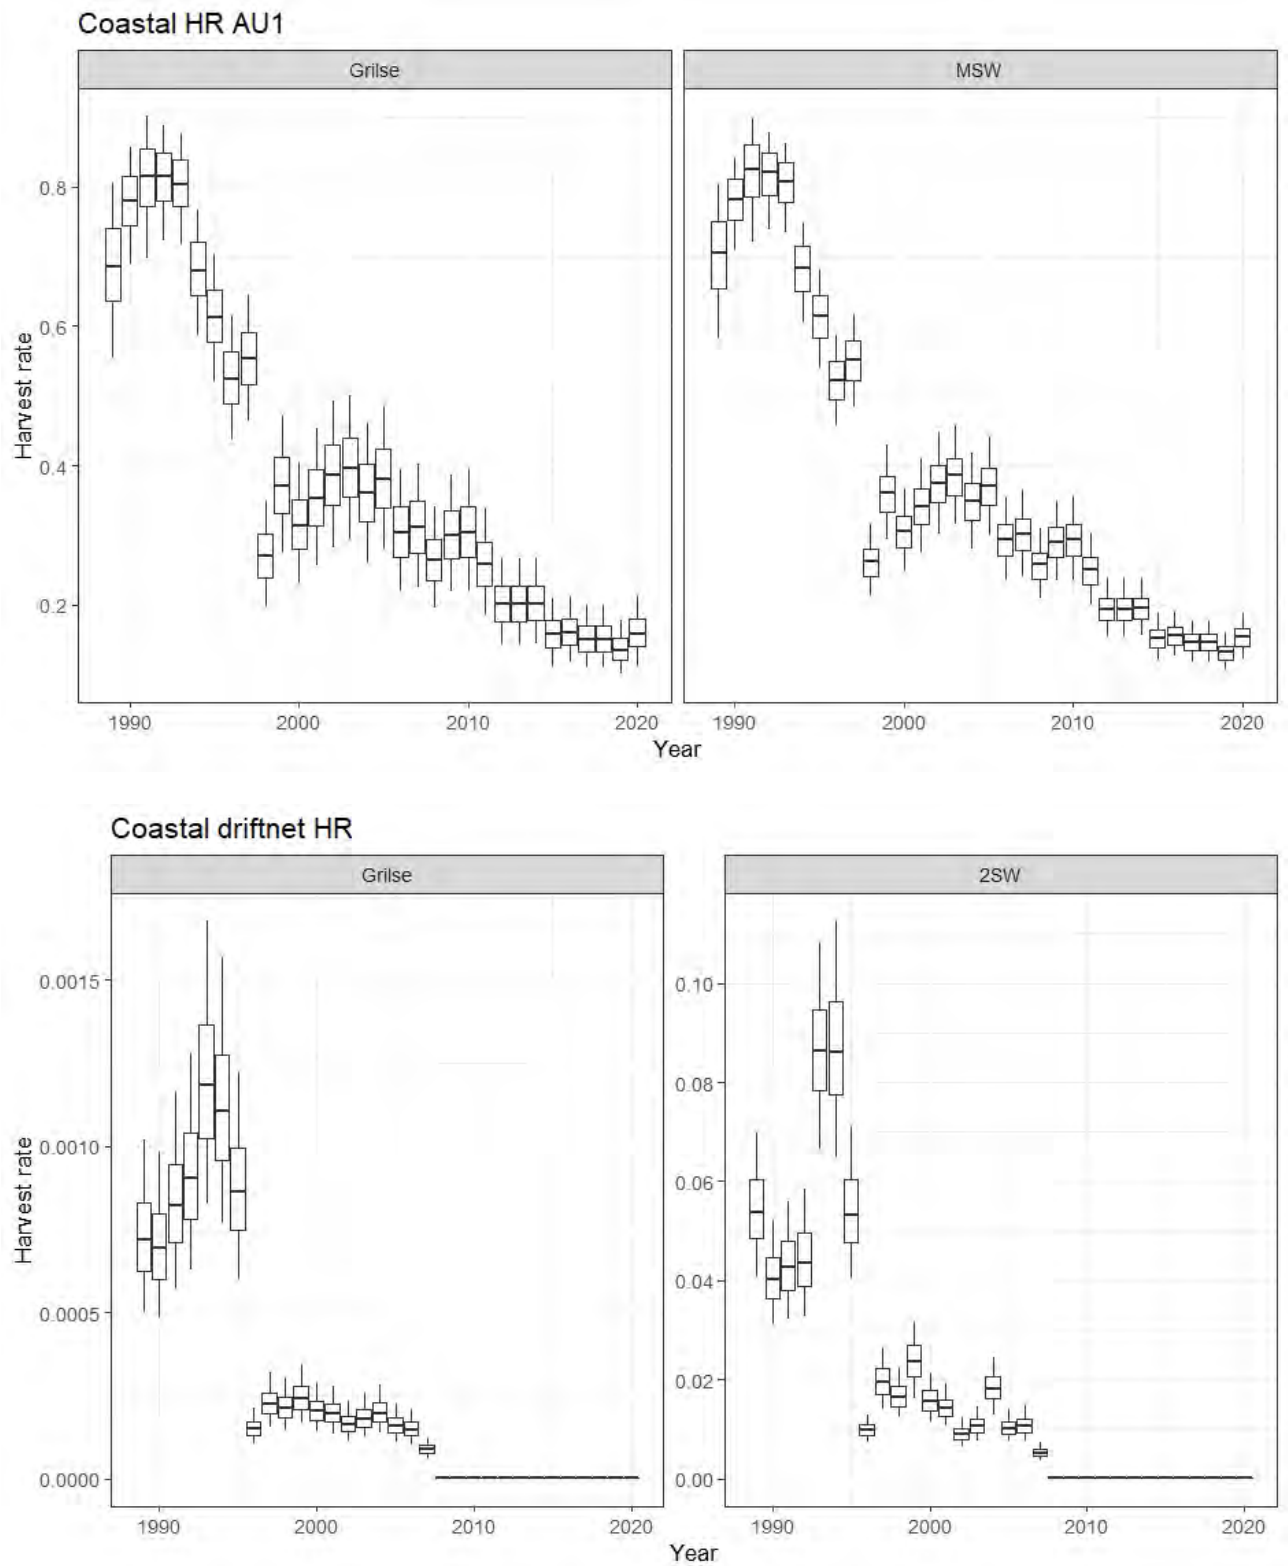 Coastal HR AU1
Grilse MSW
0.8
0.6
0.4
0.2
Harvest rate
1990 2000 2010 2020 1990 2000 2010 2020
Year
Coastal driftnet HR
Grilse 2SW
0.0015 0.10
0.08
0.0010 0.06
0.04
0.0005
0.02
0.0000 0.00
Harvest rate
1990 2000 2010 2020 1990 2000 2010 2020
Year